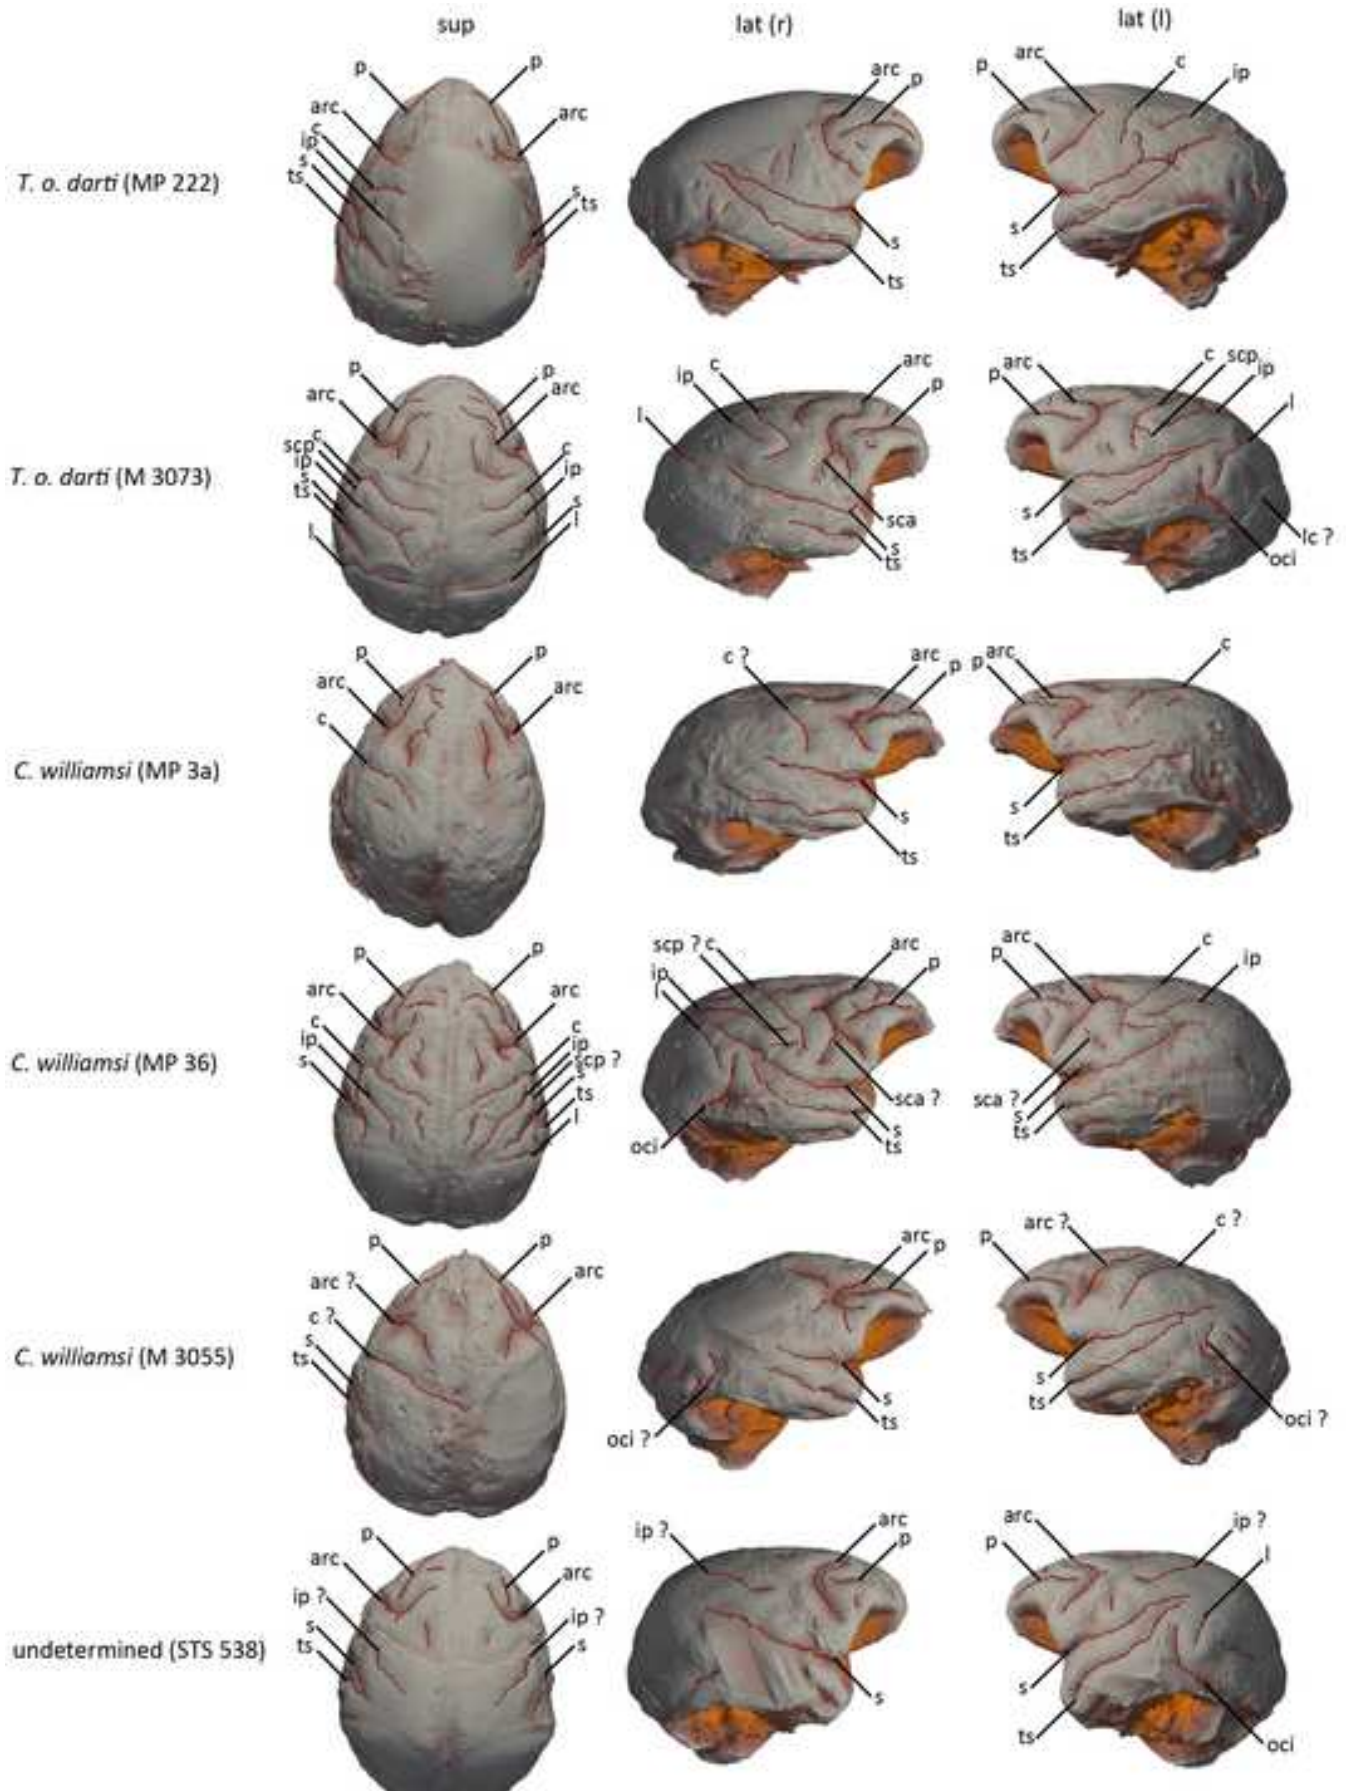 sup lat (r) lat (l)
T. o. darti (MP 222)
p p
arc arc
c
ip
s
ts
s
ts
arc
p
s
ts
p arc c ip
s
ts
T. o. darti (M 3073)
p p
arc arc
c
scp
ip
s
ts
l
c
ip
s
l
l ip c arc
p
sca
s
ts
p arc c scp ip
l
s
ts
lc ?
oci
C. williamsi (MP 3a)
p p
arc arc
c
c ? arc p
s
ts
p arc c
s
ts
C. williamsi (MP 36)
p p
arc arc
c
ip
s
c
ip
scp ?
s
ts
l
scp ? c arc
ip p
l
sca ?
s
ts
oci
arc c
p ip
sca ?
s
ts
C. williamsi (M 3055)
p p
arc ? arc
c ?
s
ts
arc p
s
ts
oci ?
p arc ? c ?
s
ts
oci ?
undetermined (STS 538)
p p
arc arc
ip ? ip ?
s s
ts
ip ? arc
p
s
arc ip ?
p l
s
ts
oci